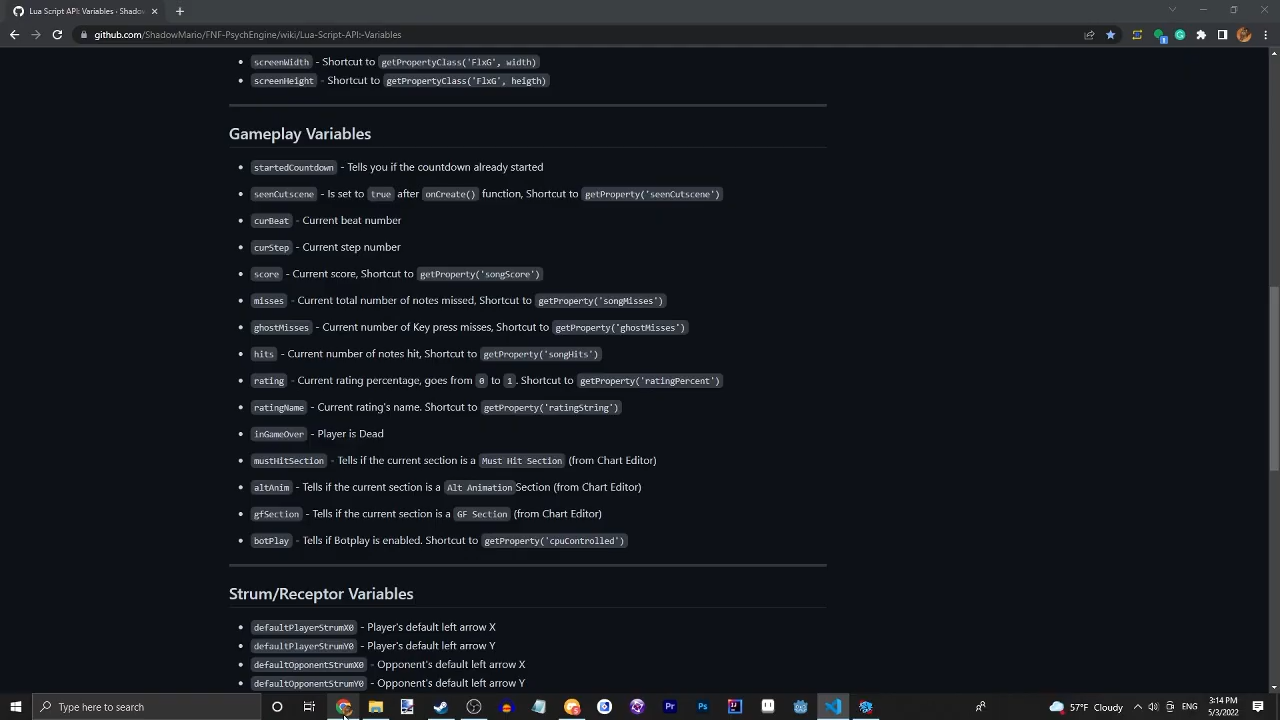 Lua Script API: Variables · Shadow
github.com/ShadowMario/FNF-PsychEngine/wiki/Lua-Script-API:-Variables
screenWidth - Shortcut to getPropertyClass('FlxG', width)
screenHeight - Shortcut to getPropertyClass('FlxG', heigth)
Gameplay Variables
startedCountdown - Tells you if the countdown already started
seenCutscene - Is set to true after onCreate() function, Shortcut to getProperty('seenCutscene')
curBeat - Current beat number
curStep - Current step number
score - Current score, Shortcut to getProperty('songScore')
misses - Current total number of notes missed, Shortcut to getProperty('songMisses')
ghostMisses - Current number of Key press misses, Shortcut to getProperty('ghostMisses')
hits - Current number of notes hit, Shortcut to getProperty('songHits')
rating - Current rating percentage, goes from 0 to 1. Shortcut to getProperty('ratingPercent')
ratingName - Current rating's name. Shortcut to getProperty('ratingString')
inGameOver - Player is Dead
mustHitSection - Tells if the current section is a Must Hit Section (from Chart Editor)
altAnim - Tells if the current section is a Alt Animation Section (from Chart Editor)
gfSection - Tells if the current section is a GF Section (from Chart Editor)
botPlay - Tells if Botplay is enabled. Shortcut to getProperty('cpuControlled')
Strum/Receptor Variables
defaultPlayerStrumX0 - Player's default left arrow X
defaultPlayerStrumY0 - Player's default left arrow Y
defaultOpponentStrumX0 - Opponent's default left arrow X
defaultOpponentStrumY0 - Opponent's default left arrow Y
Type here to search
57°F Cloudy
ENG
3:14 PM
5/3/2022